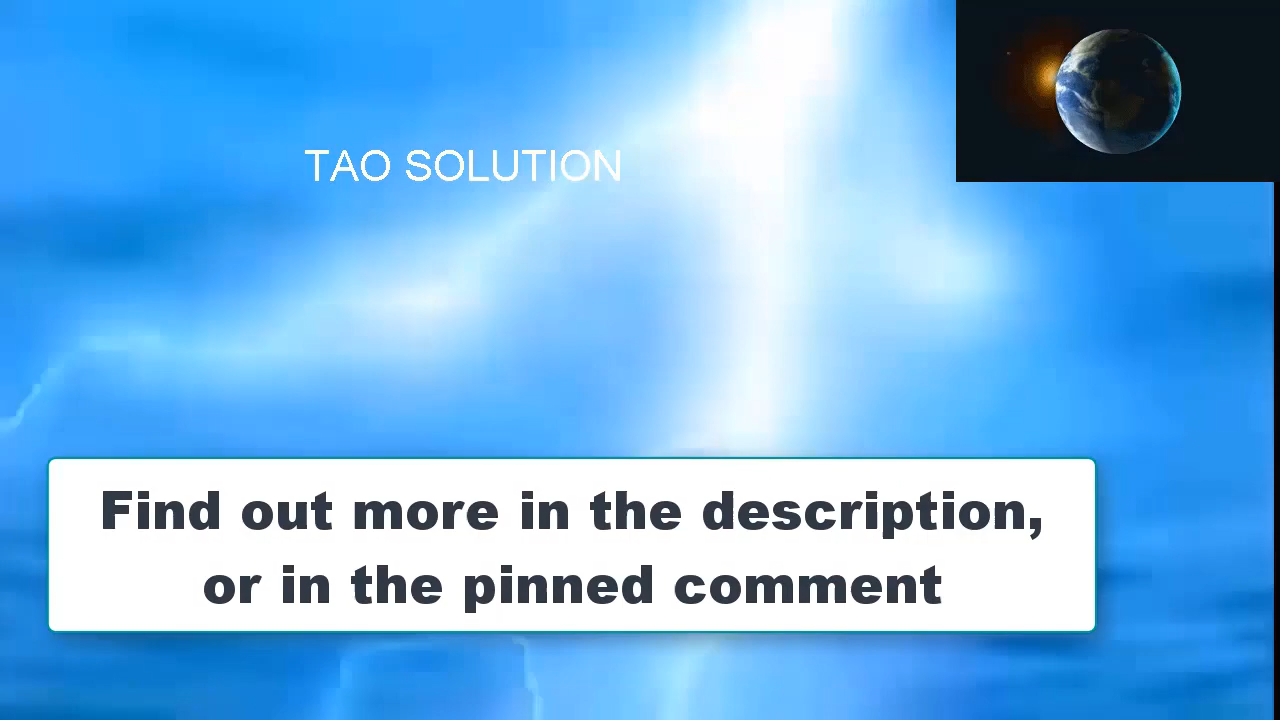 TAO SOLUTION
Find out more in the description,
or in the pinned comment